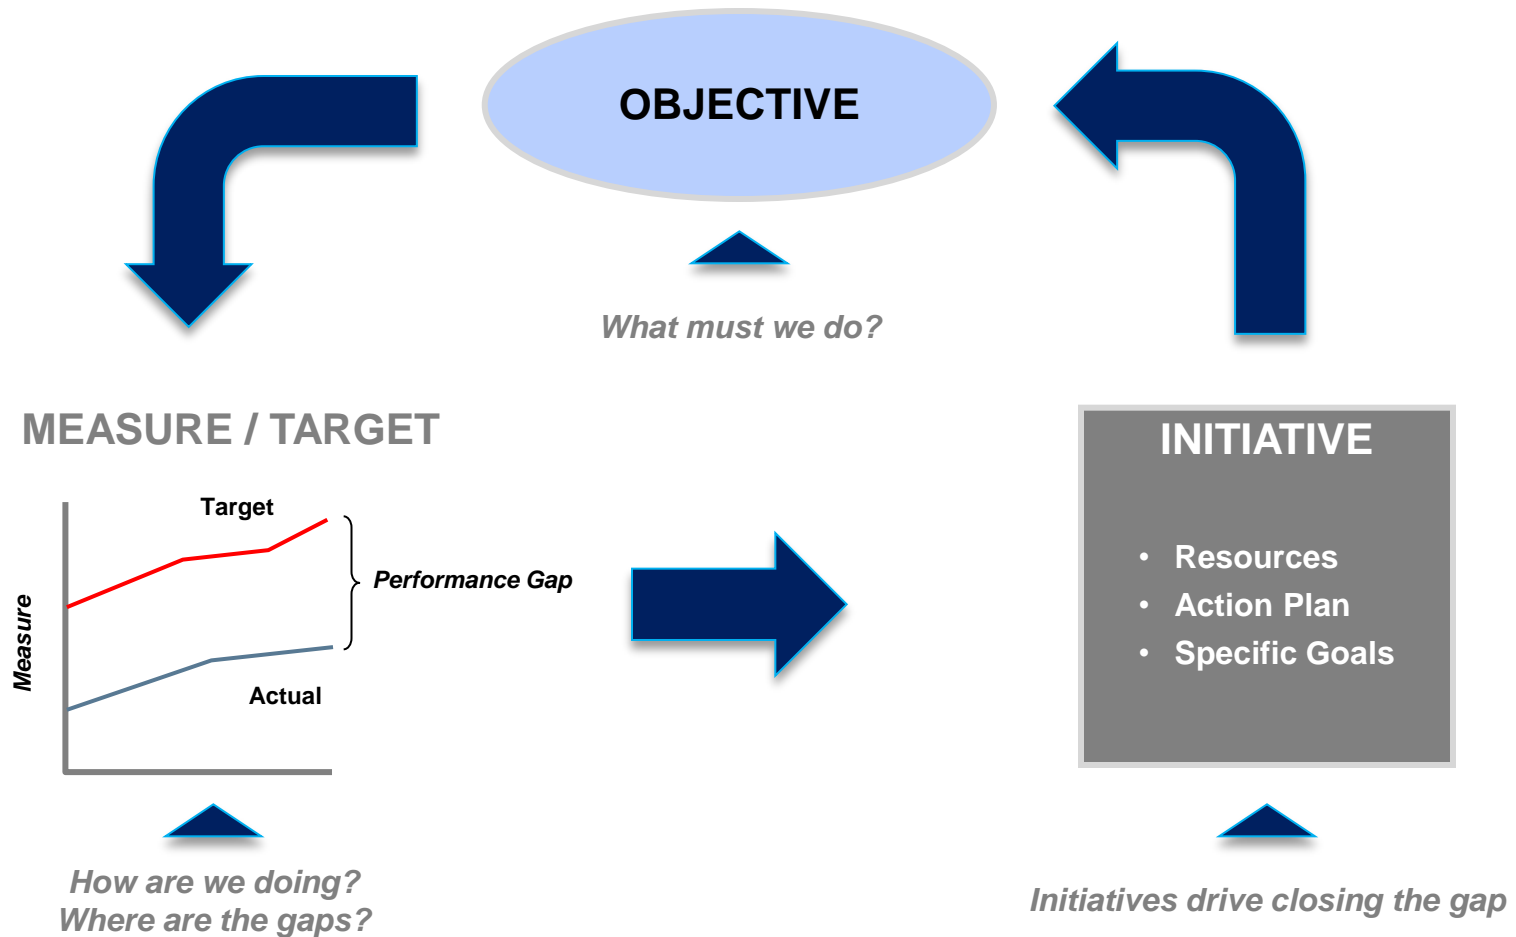 OBJECTIVE
What must we do?
MEASURE / TARGET
Target
Performance Gap
Measure
Actual
How are we doing?
Where are the gaps?
INITIATIVE
• Resources
• Action Plan
• Specific Goals
Initiatives drive closing the gap